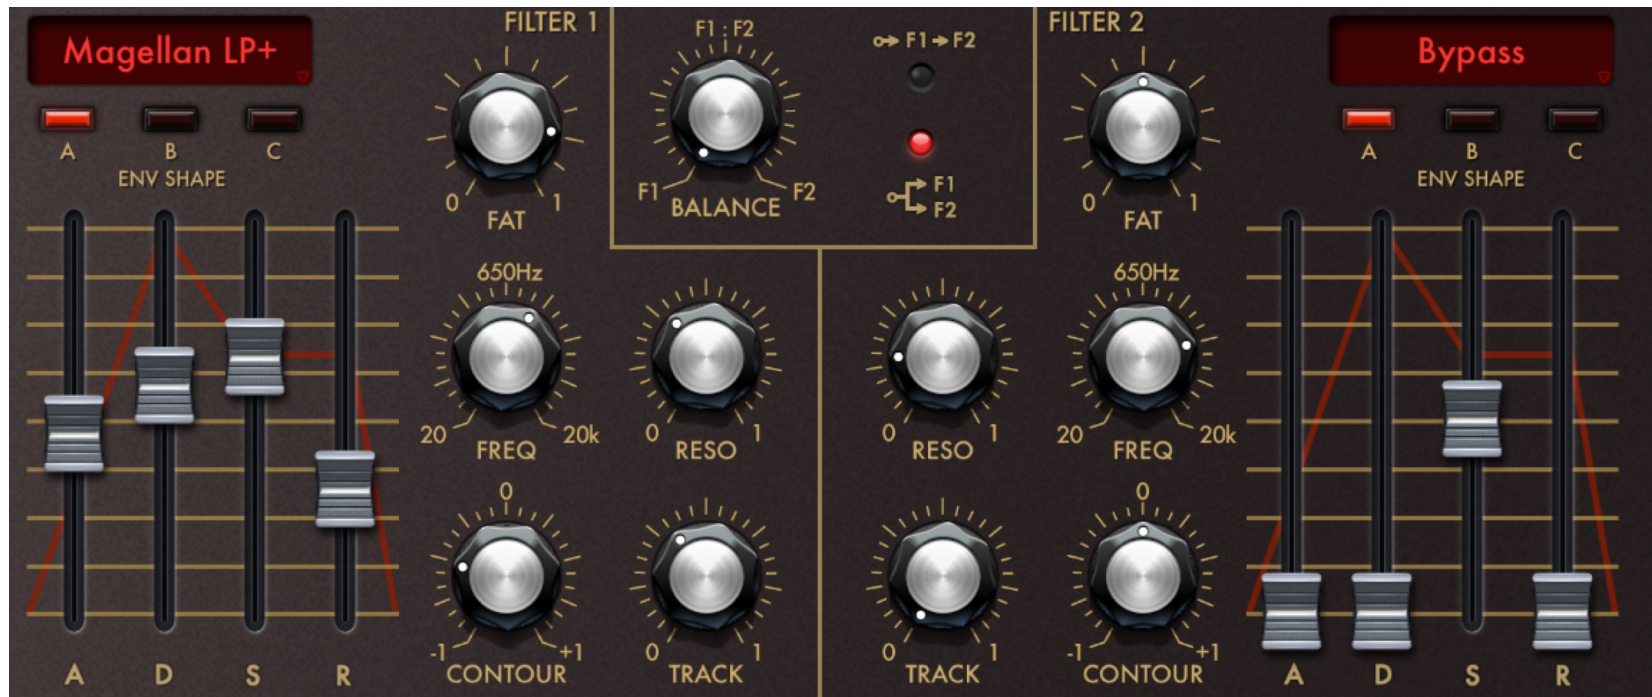 FILTER 1
F1 : F2
F1 F2
FILTER 2
Magellan LP+
Bypass
A B C
ENV SHAPE
0 1
FAT
F1 F2
BALANCE
F1
F2
0 1
FAT
A B C
ENV SHAPE
650Hz
20 20k
FREQ
0 1
RESO
0 1
RESO
650Hz
20 20k
FREQ
0
-1 +1
CONTOUR
0 1
TRACK
0 1
TRACK
0
-1 +1
CONTOUR
A D S R
A D S R